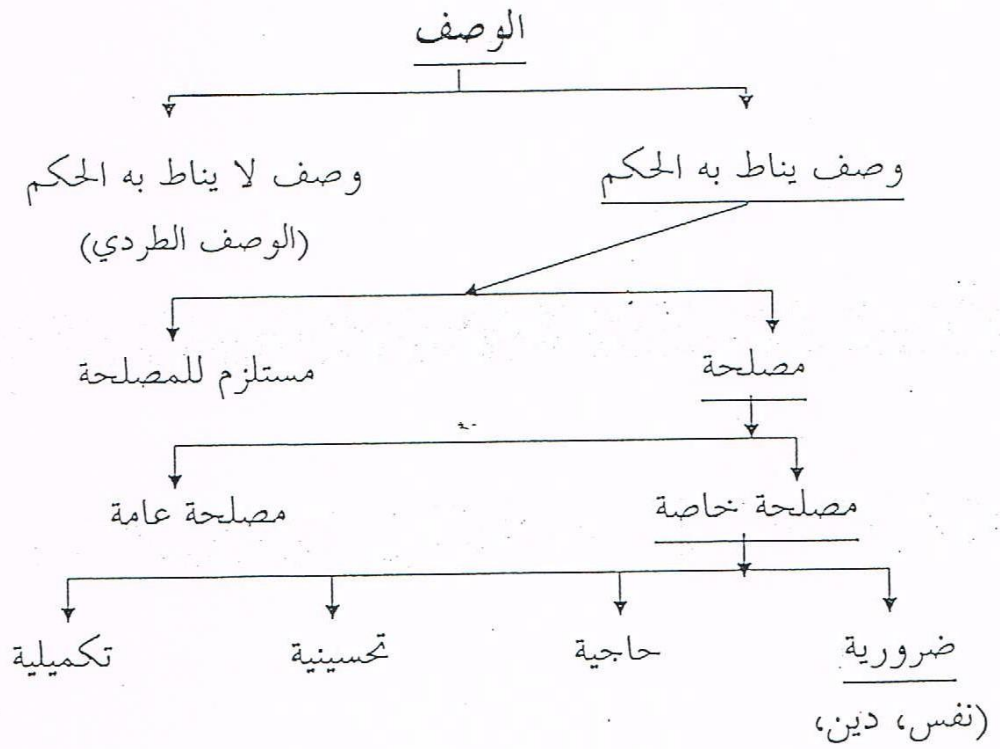 الوصف
وصف يناط به الحكم
وصف لا يناط به الحكم
(الوصف الطردي)
مصلحة
مستلزم للمصلحة
مصلحة خاصة
مصلحة عامة
ضرورية
حاجية
تحسينية
تكميلية
(نفس، دين،